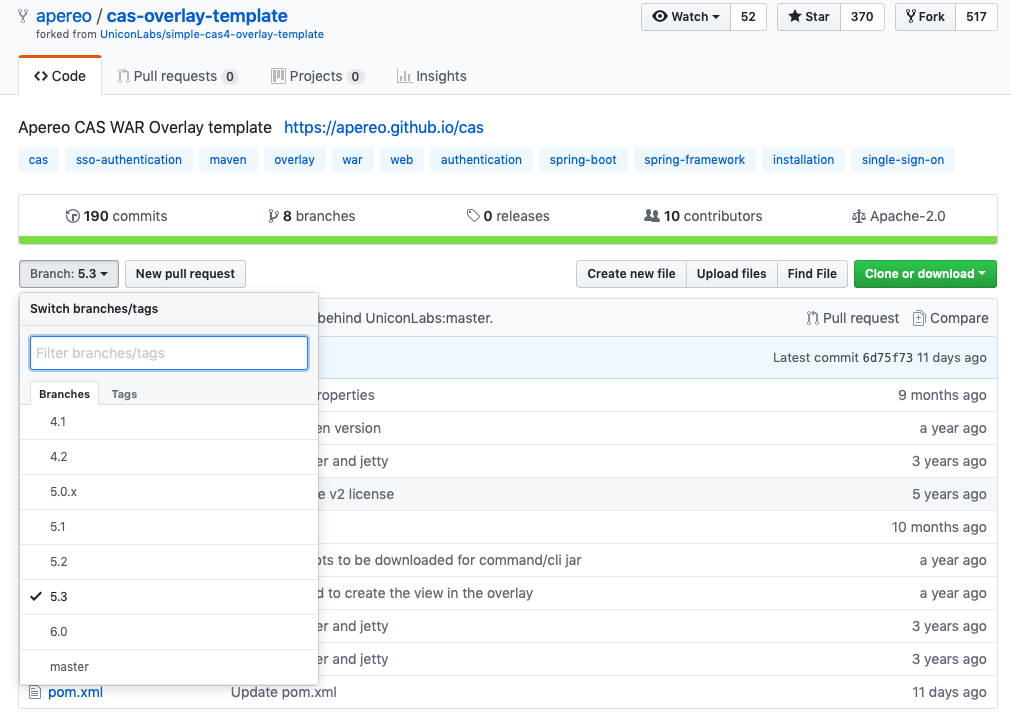 apereo / cas-overlay-template
Watch 52
Star 370
Fork 517
forked from UniconLabs/simple-cas4-overlay-template
Code
Pull requests 0
Projects 0
Insights
Apereo CAS WAR Overlay template https://apereo.github.io/cas
cas sso-authentication maven overlay war web authentication spring-boot spring-framework installation single-sign-on
190 commits
8 branches
0 releases
10 contributors
Apache-2.0
Branch: 5.3
New pull request
Create new file
Upload files
Find File
Clone or download
Switch branches/tags
Filter branches/tags
Branches Tags
4.1
4.2
5.0.x
5.1
5.2
5.3
6.0
master
behind UniconLabs:master.
Pull request
Compare
Latest commit 6d75f73 11 days ago
roperties 9 months ago
en version a year ago
er and jetty 3 years ago
e v2 license 5 years ago
10 months ago
ots to be downloaded for command/cli jar a year ago
d to create the view in the overlay a year ago
er and jetty 3 years ago
er and jetty 3 years ago
pom.xml Update pom.xml 11 days ago